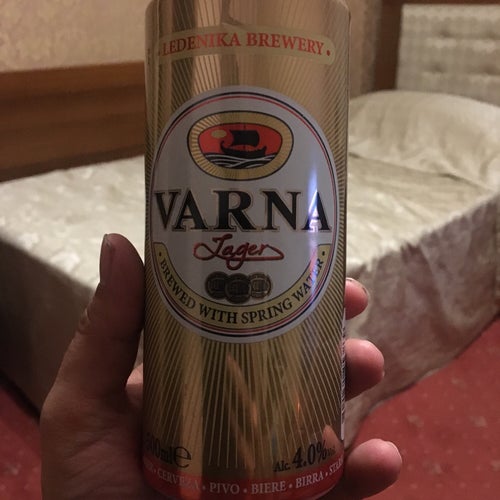 • LEDENIKA BREWERY •
VARNA
Lager
• BREWED WITH SPRING WATER •
Alc. 4.0%
• CERVEZA • PIVO • BIERE • BIRRA •